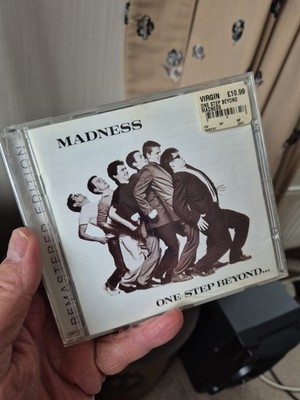 VIRGIN £10.99
ONE STEP BEYOND
MADNESS
MADNESS
REMASTERED EDITION
ONE STEP BEYOND...